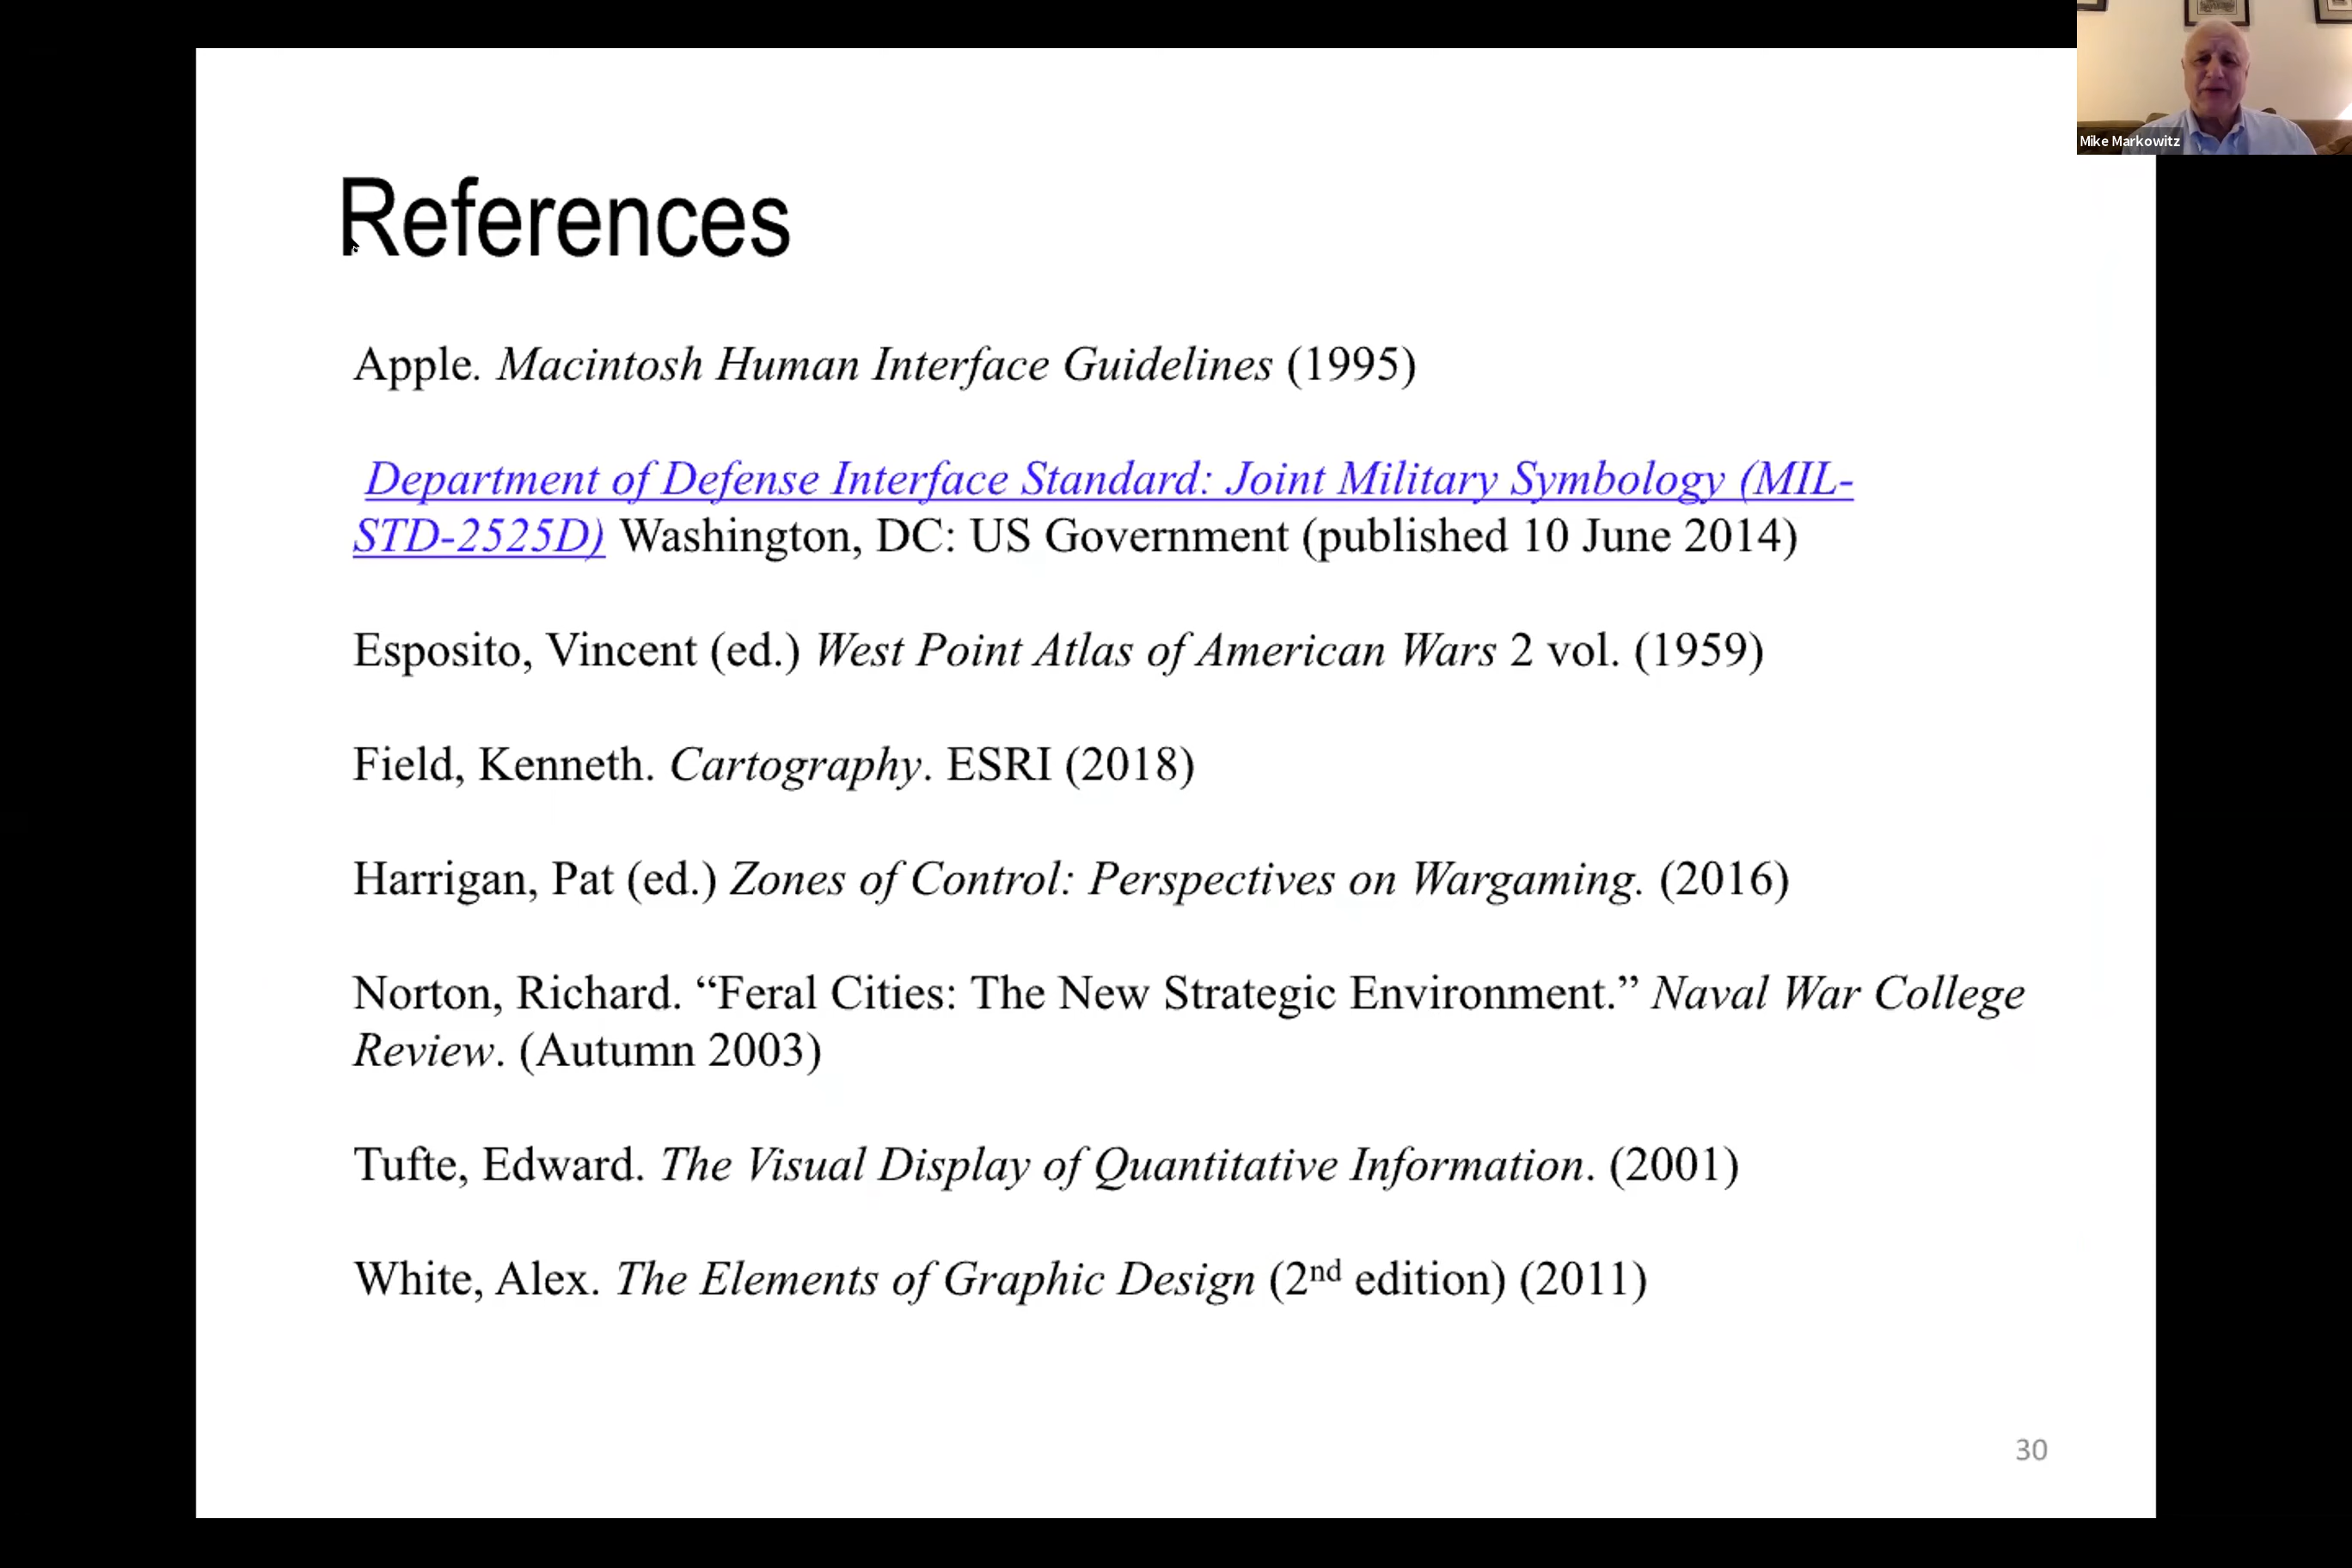 Mike Markowitz
References
Apple. Macintosh Human Interface Guidelines (1995)
Department of Defense Interface Standard: Joint Military Symbology (MIL-
STD-2525D) Washington, DC: US Government (published 10 June 2014)
Esposito, Vincent (ed.) West Point Atlas of American Wars 2 vol. (1959)
Field, Kenneth. Cartography. ESRI (2018)
Harrigan, Pat (ed.) Zones of Control: Perspectives on Wargaming. (2016)
Norton, Richard. “Feral Cities: The New Strategic Environment.” Naval War College
Review. (Autumn 2003)
Tufte, Edward. The Visual Display of Quantitative Information. (2001)
White, Alex. The Elements of Graphic Design (2nd edition) (2011)
30